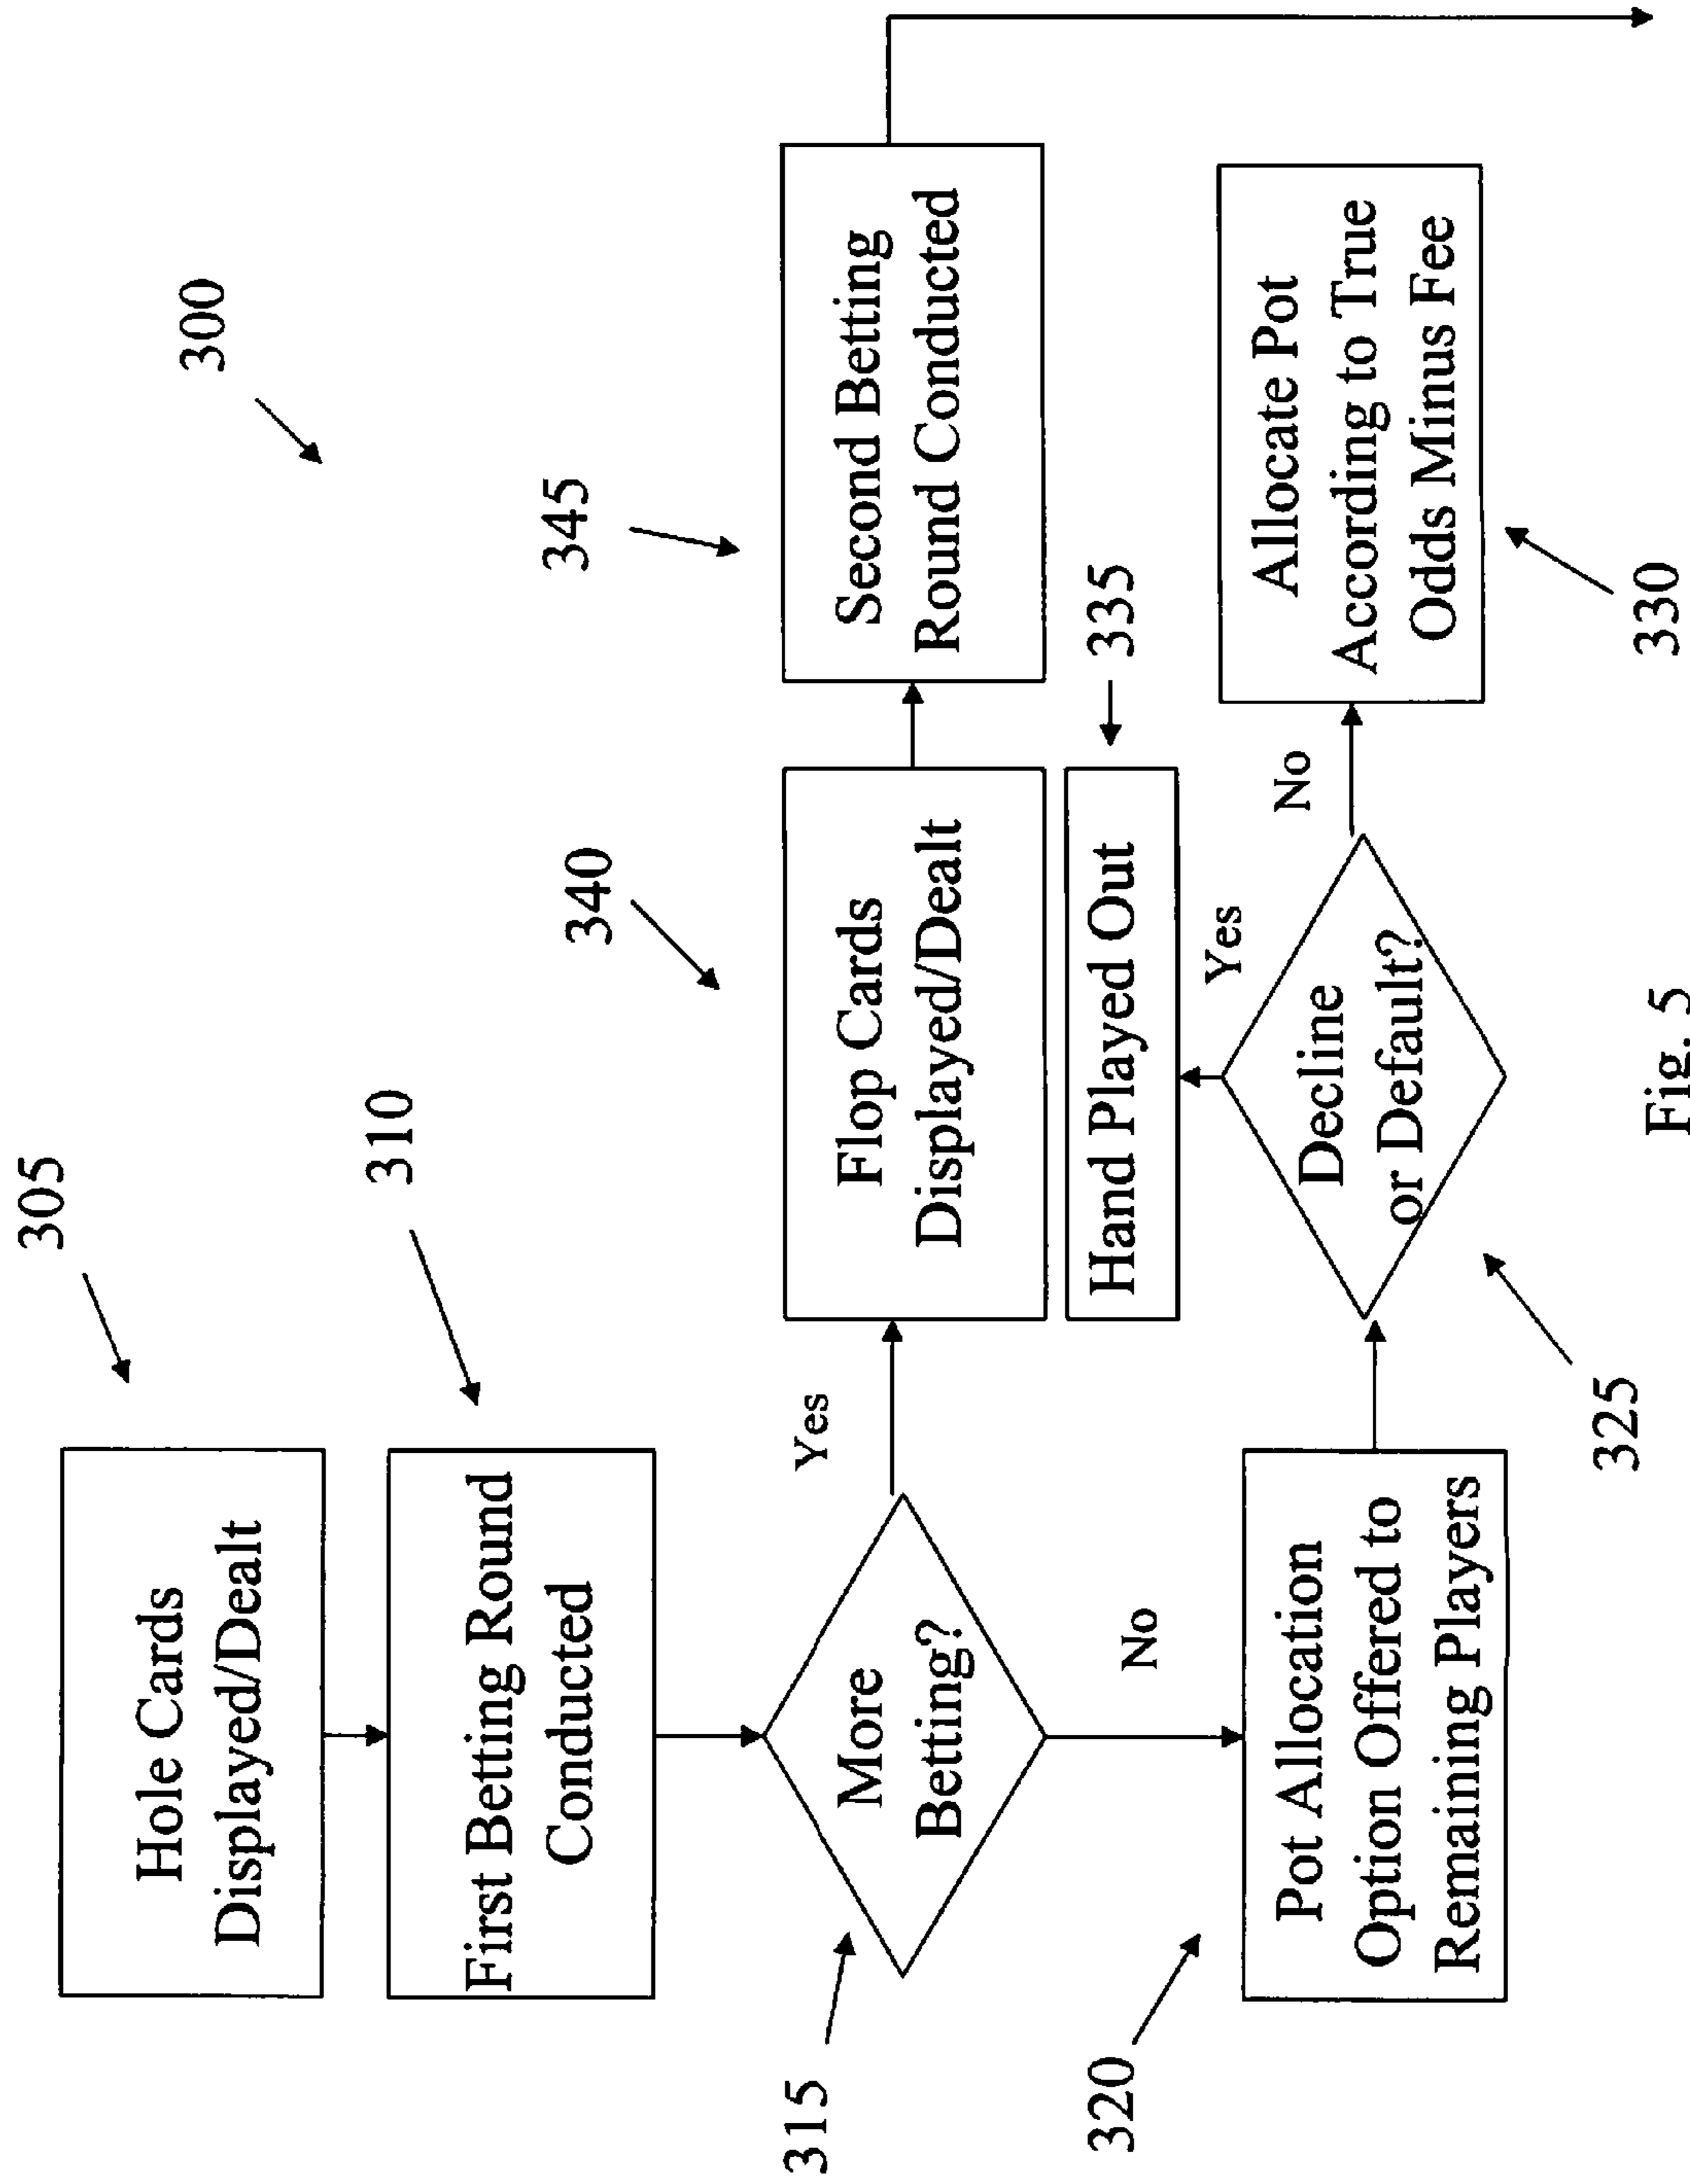 300
305
Hole Cards
Displayed/Dealt
310
First Betting Round
Conducted
315
More
Betting?
Yes
No
340
Flop Cards
Displayed/Dealt
345
Second Betting
Round Conducted
Hand Played Out
335
320
Pot Allocation
Option Offered to
Remaining Players
325
Decline
or Default?
Yes
No
Allocate Pot
According to True
Odds Minus Fee
330
Fig. 5